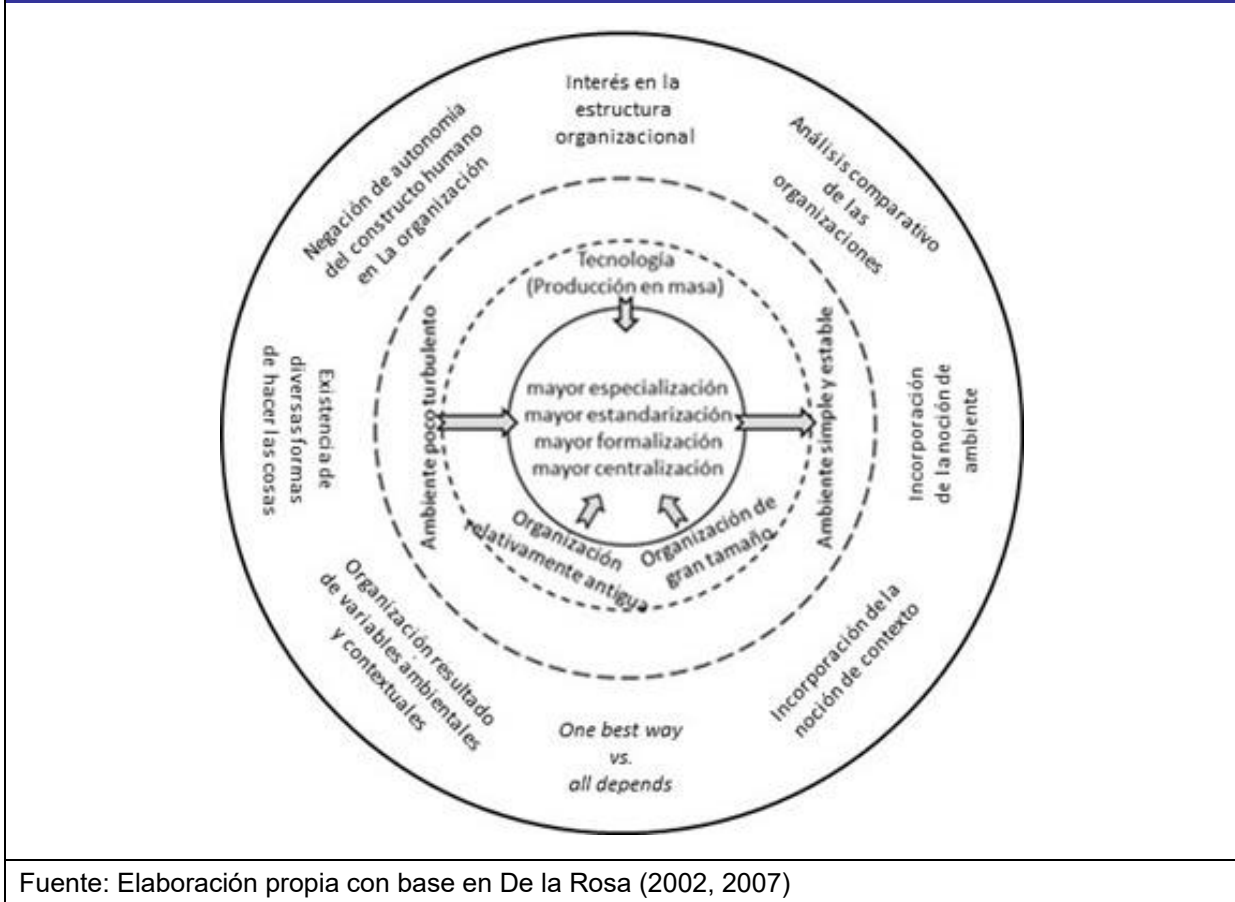 Interés en la
estructura
organizacional
Análisis comparativo
de las
organizaciones
Incorporación
de la noción de
ambiente
Incorporación de la
noción de contexto
One best way
vs.
all depends
Organización resultado
de variables ambientales
y contextuales
Existencia de
diversas formas
de hacer las cosas
Negación de autonomía
del constructo humano
en La organización
Tecnología
(Producción en masa)
Ambiente poco turbulento
Ambiente simple y estable
mayor especialización
mayor estandarización
mayor formalización
mayor centralización
Organización
relativamente antigua
Organización de
gran tamaño
Fuente: Elaboración propia con base en De la Rosa (2002, 2007)